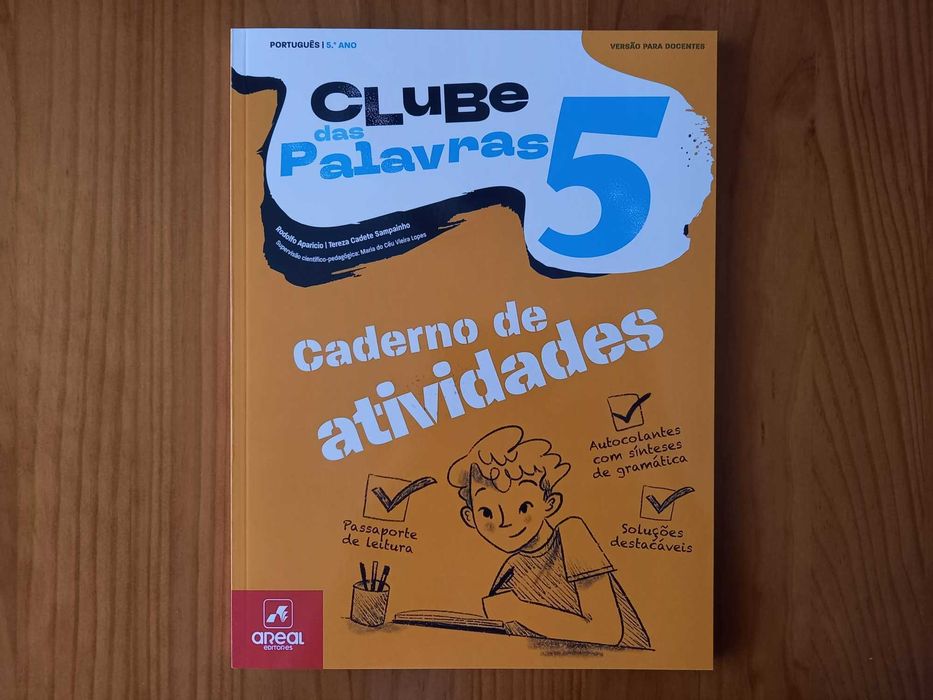 PORTUGUÊS | 5.º ANO
VERSÃO PARA DOCENTES
CLuBe
das
Palavras
5
Rodolfo Aparício | Tereza Cadete Sampainho
Supervisão científico-pedagógica: Maria do Céu Vieira Lopes
Caderno de
atividades
Autocolantes
com sínteses
de gramática
Passaporte
de leitura
Soluções
destacáveis
areal
EDITORES